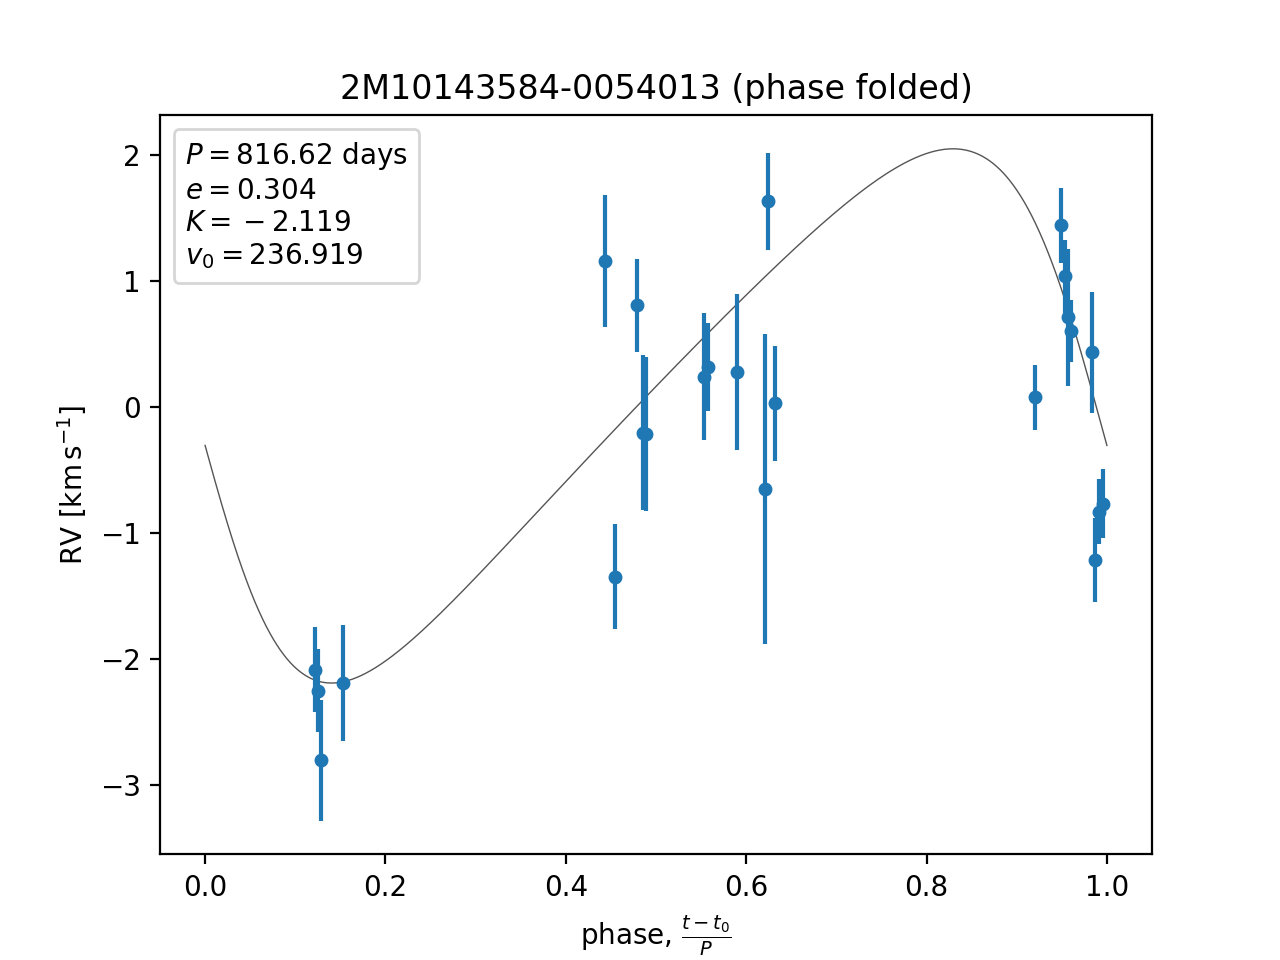 2M10143584-0054013 (phase folded)
P = 816.62 days
e = 0.304
K = −2.119
v₀ = 236.919
2
1
0
−1
−2
−3
RV [km s⁻¹]
0.0 0.2 0.4 0.6 0.8 1.0
phase, (t − t₀)/P